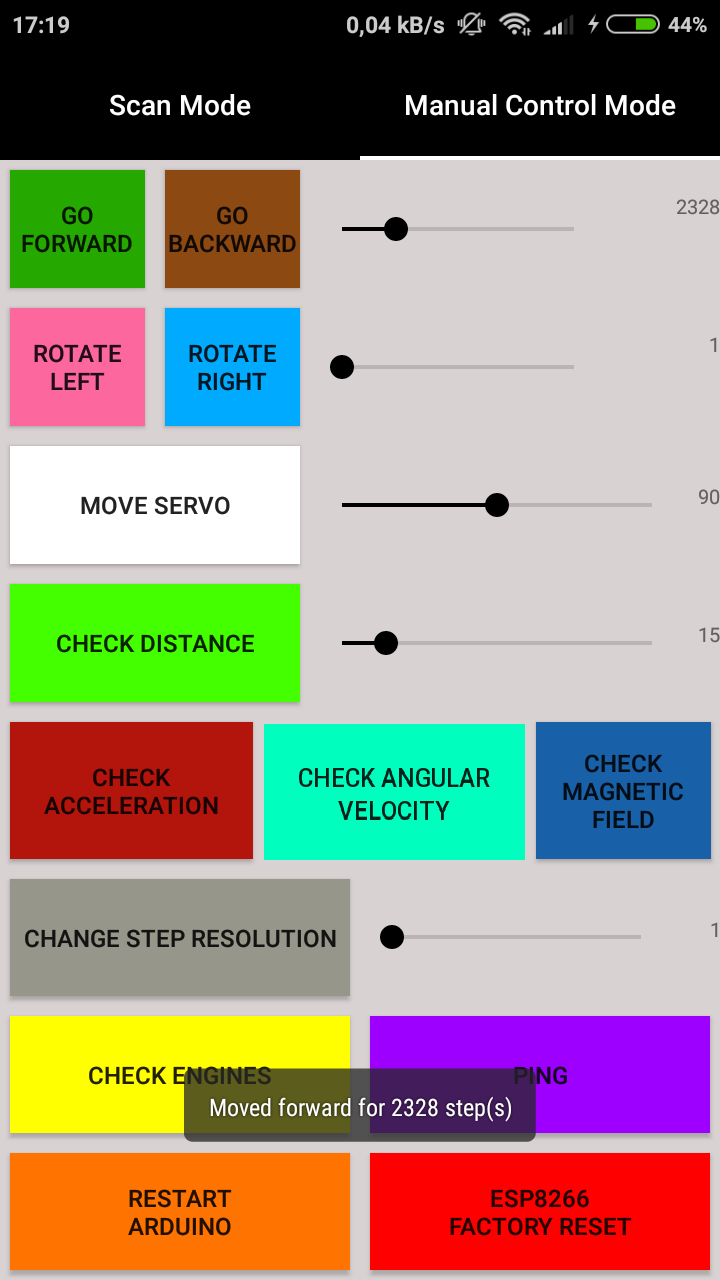 17:19 0,04 kB/s 44%
Scan Mode Manual Control Mode
GO
FORWARD
GO
BACKWARD
2328
ROTATE
LEFT
ROTATE
RIGHT
1
MOVE SERVO
90
CHECK DISTANCE
15
CHECK
ACCELERATION
CHECK ANGULAR
VELOCITY
CHECK
MAGNETIC
FIELD
CHANGE STEP RESOLUTION
1
CHECK ENGINES
PING
Moved forward for 2328 step(s)
RESTART
ARDUINO
ESP8266
FACTORY RESET